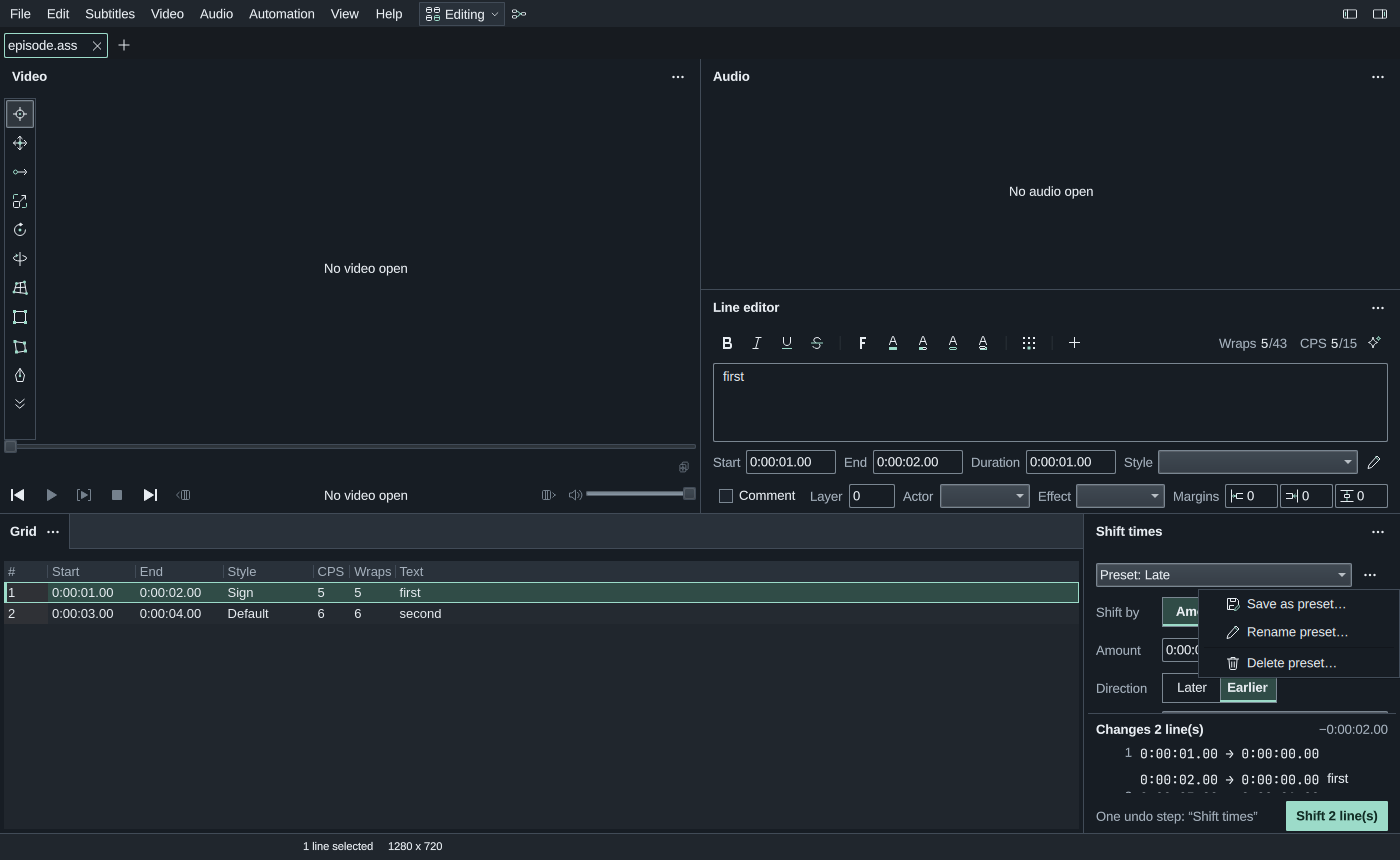 File Edit Subtitles Video Audio Automation View Help Editing
episode.ass
Video
Audio
No audio open
No video open
Line editor
B I U S F A A A A Wraps 5/43 CPS 5/15
first
Start 0:00:01.00 End 0:00:02.00 Duration 0:00:01.00 Style
No video open
Comment Layer 0 Actor Effect Margins 0 0 0
Grid
Shift times
# Start End Style CPS Wraps Text
1 0:00:01.00 0:00:02.00 Sign 5 5 first
2 0:00:03.00 0:00:04.00 Default 6 6 second
Preset: Late
Save as preset…
Rename preset…
Delete preset…
Shift by
Amount
Direction Later Earlier
Changes 2 line(s) −0:00:02.00
1 0:00:01.00 → 0:00:00.00
0:00:02.00 → 0:00:00.00 first
One undo step: “Shift times” Shift 2 line(s)
1 line selected 1280 x 720